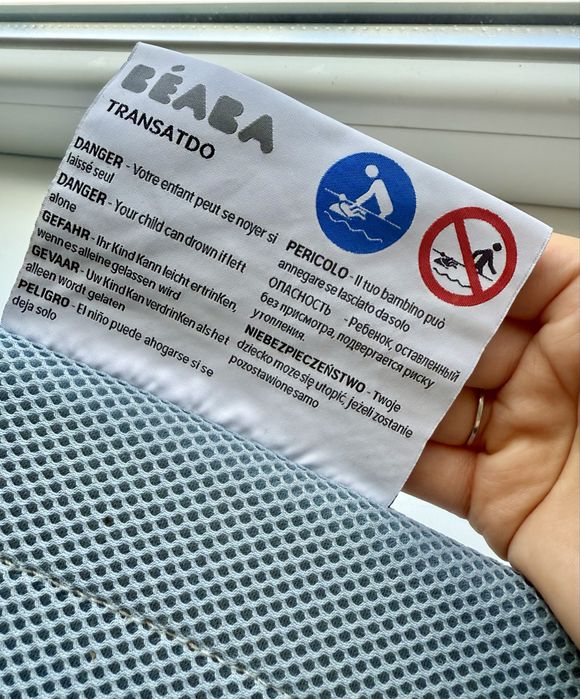 BÉABA
TRANSATDO
DANGER - Votre enfant peut se noyer si
laissé seul
DANGER - Your child can drown if left
alone
GEFAHR - Ihr Kind Kann leicht ertrinken,
wenn es alleine gelassen wird
GEVAAR - Uw Kind Kan verdrinken als het
alleen wordt gelaten
PELIGRO - El niño puede ahogarse si se
deja solo
PERICOLO - Il tuo bambino può
annegare se lasciato da solo
ОПАСНОСТЬ -Ребенок, оставленный
без присмотра, подвергается риску
утопления.
NIEBEZPIECZEŃSTWO - Twoje
dziecko może się utopić, jeżeli zostanie
pozostawione samo